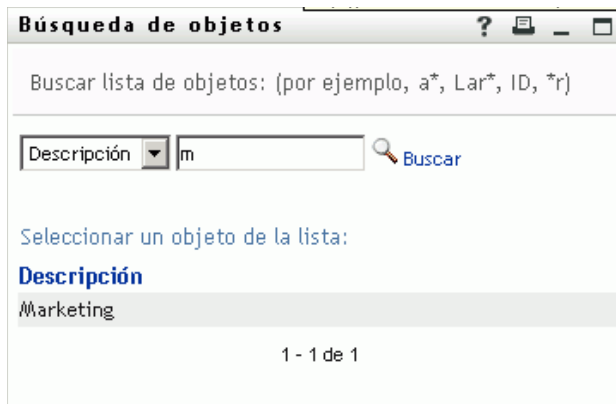 Búsqueda de objetos
Buscar lista de objetos: (por ejemplo, a*, Lar*, ID, *r)
Descripción m Buscar
Seleccionar un objeto de la lista:
Descripción
Marketing
1 - 1 de 1